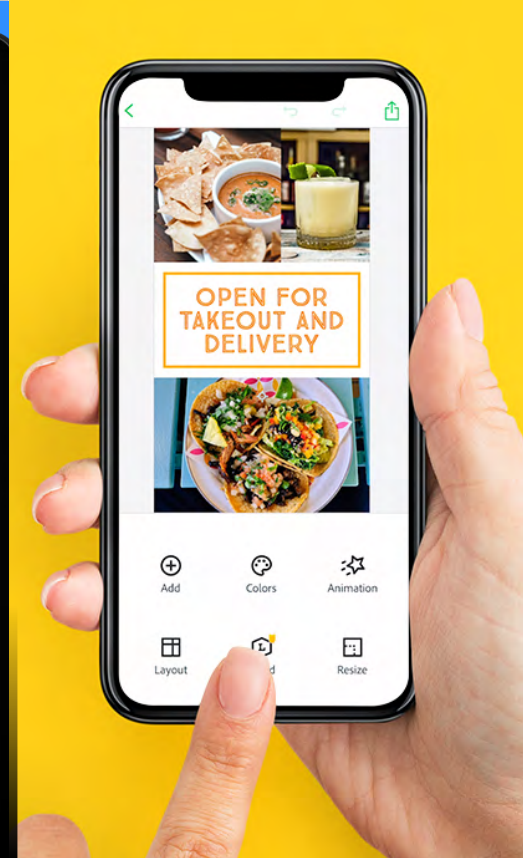 OPEN FOR
TAKEOUT AND
DELIVERY
Add
Colors
Animation
Layout
Resize